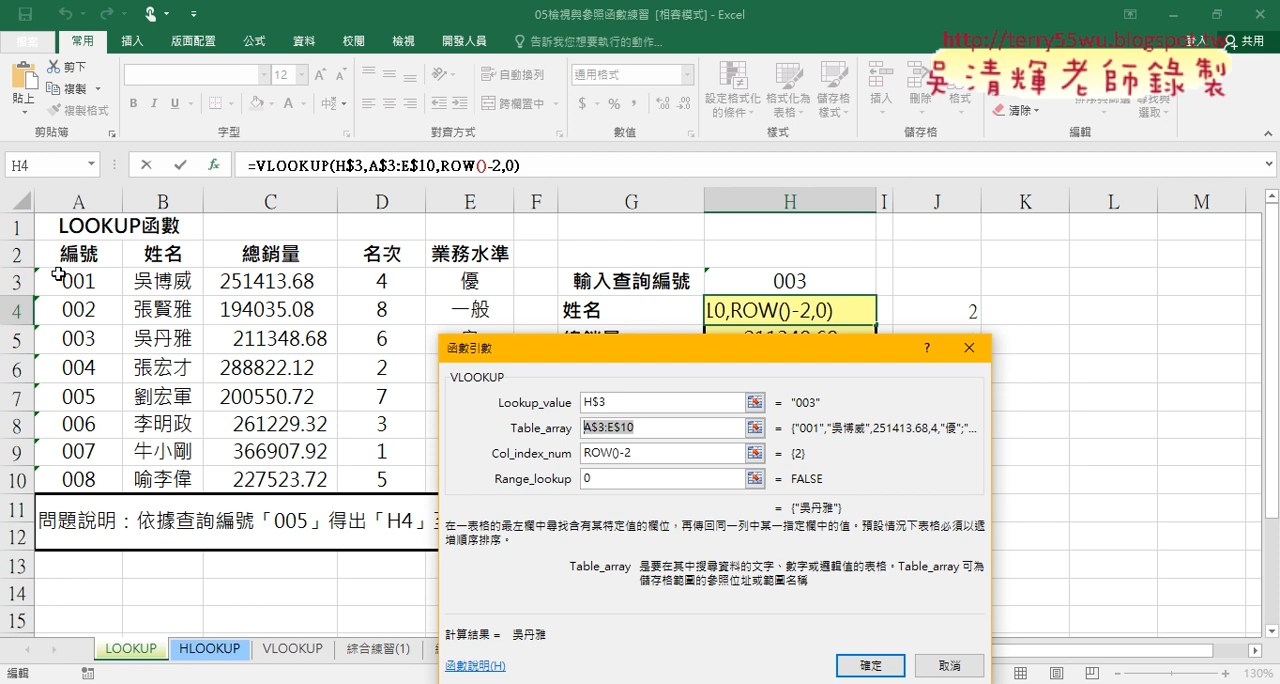 05檢視與參照函數練習 [相容模式] - Excel
常用 插入 版面配置 公式 資料 校閱 檢視 開發人員 告訴我您想要執行的動作... 登入 共用
http://terry55wu.blogspot.tw
吳清輝老師錄製
貼上 剪下 複製 複製格式 12 B I U A 自動換列 跨欄置中 通用格式 $ % 設定格式化的條件 格式化為表格 儲存格樣式 插入 刪除 格式 清除
剪貼簿 字型 對齊方式 數值 樣式 儲存格 編輯
H4 fx =VLOOKUP(H$3,A$3:E$10,ROW()-2,0)
A B C D E F G H I J K L M
1 LOOKUP函數
2 編號 姓名 總銷量 名次 業務水準
3 001 吳博威 251413.68 4 優 輸入查詢編號 003
4 002 張賢雅 194035.08 8 一般 姓名 10,ROW()-2,0) 2
5 003 吳丹雅 211348.68 6
6 004 張宏才 288822.12 2
7 005 劉宏軍 200550.72 7
8 006 李明政 261229.32 3
9 007 牛小剛 366907.92 1
10 008 喻李偉 227523.72 5
11 問題說明：依據查詢編號「005」得出「H4」
12
13
14
15
函數引數 ?
VLOOKUP
Lookup_value H$3 = "003"
Table_array A$3:E$10 = {"001","吳博威",251413.68,4,"優";"...
Col_index_num ROW()-2 = {2}
Range_lookup 0 = FALSE
= {"吳丹雅"}
在一表格的最左欄中尋找含有某特定值的欄位，再傳回同一列中某一指定欄中的值。預設情況下表格必須以遞
增順序排序。
Table_array 是要在其中搜尋資料的文字、數字或邏輯值的表格。Table_array 可為
儲存格範圍的參照位址或範圍名稱
計算結果 = 吳丹雅
函數說明(H) 確定 取消
LOOKUP HLOOKUP VLOOKUP 綜合練習(1)
編輯 130%